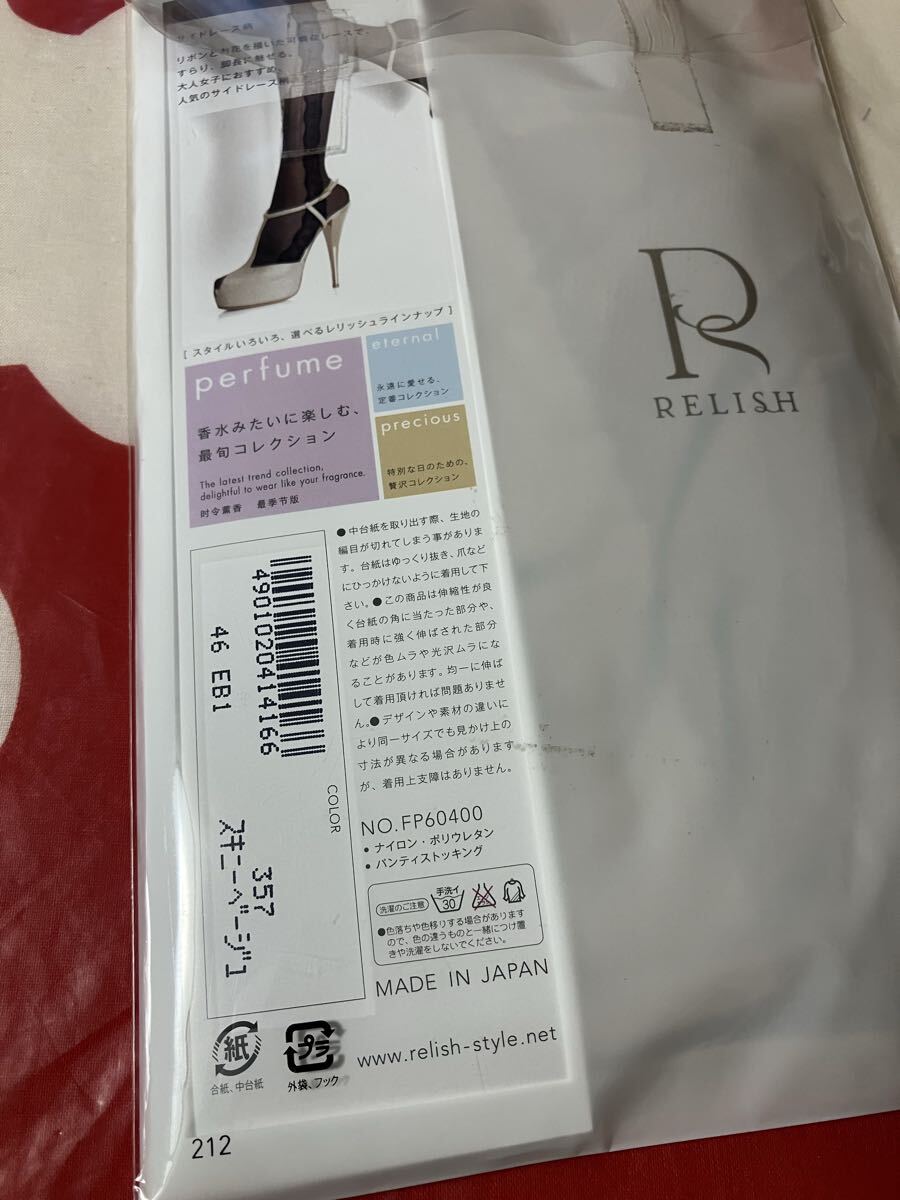 サイドレース柄
リボンとお花を描いた可憐なレースで、
すらり、脚長に魅せる。
大人女子におすすめ、
人気のサイドレース柄
[ スタイルいろいろ、選べるレリッシュラインナップ ]
perfume
香水みたいに楽しむ、
最旬コレクション
The latest trend collection,
delightful to wear like your fragrance.
时令薰香 最季节版
eternal
永遠に愛せる、
定番コレクション
precious
特別な日のための、
贅沢コレクション
R
RELISH
●中台紙を取り出す際、生地の
編目が切れてしまう事がありま
す。台紙はゆっくり抜き、爪など
にひっかけないように着用して下
さい。●この商品は伸縮性が良
く台紙の角に当たった部分や、
着用時に強く伸ばされた部分
などが色ムラや光沢ムラにな
ることがあります。均一に伸ば
して着用頂ければ問題ありませ
ん。●デザインや素材の違いに
より同一サイズでも見かけ上の
寸法が異なる場合があります
が、着用上支障はありません。
4901020414166
46 EB1
COLOR
357
スキニーベージュ
NO.FP60400
・ナイロン・ポリウレタン
・パンティストッキング
洗濯のご注意
手洗イ
30
●色落ちや色移りする場合があります
ので、色の違うものと一緒につけ置
きや洗濯をしないでください。
MADE IN JAPAN
紙
合紙、中台紙
プラ
外袋、フック
www.relish-style.net
212